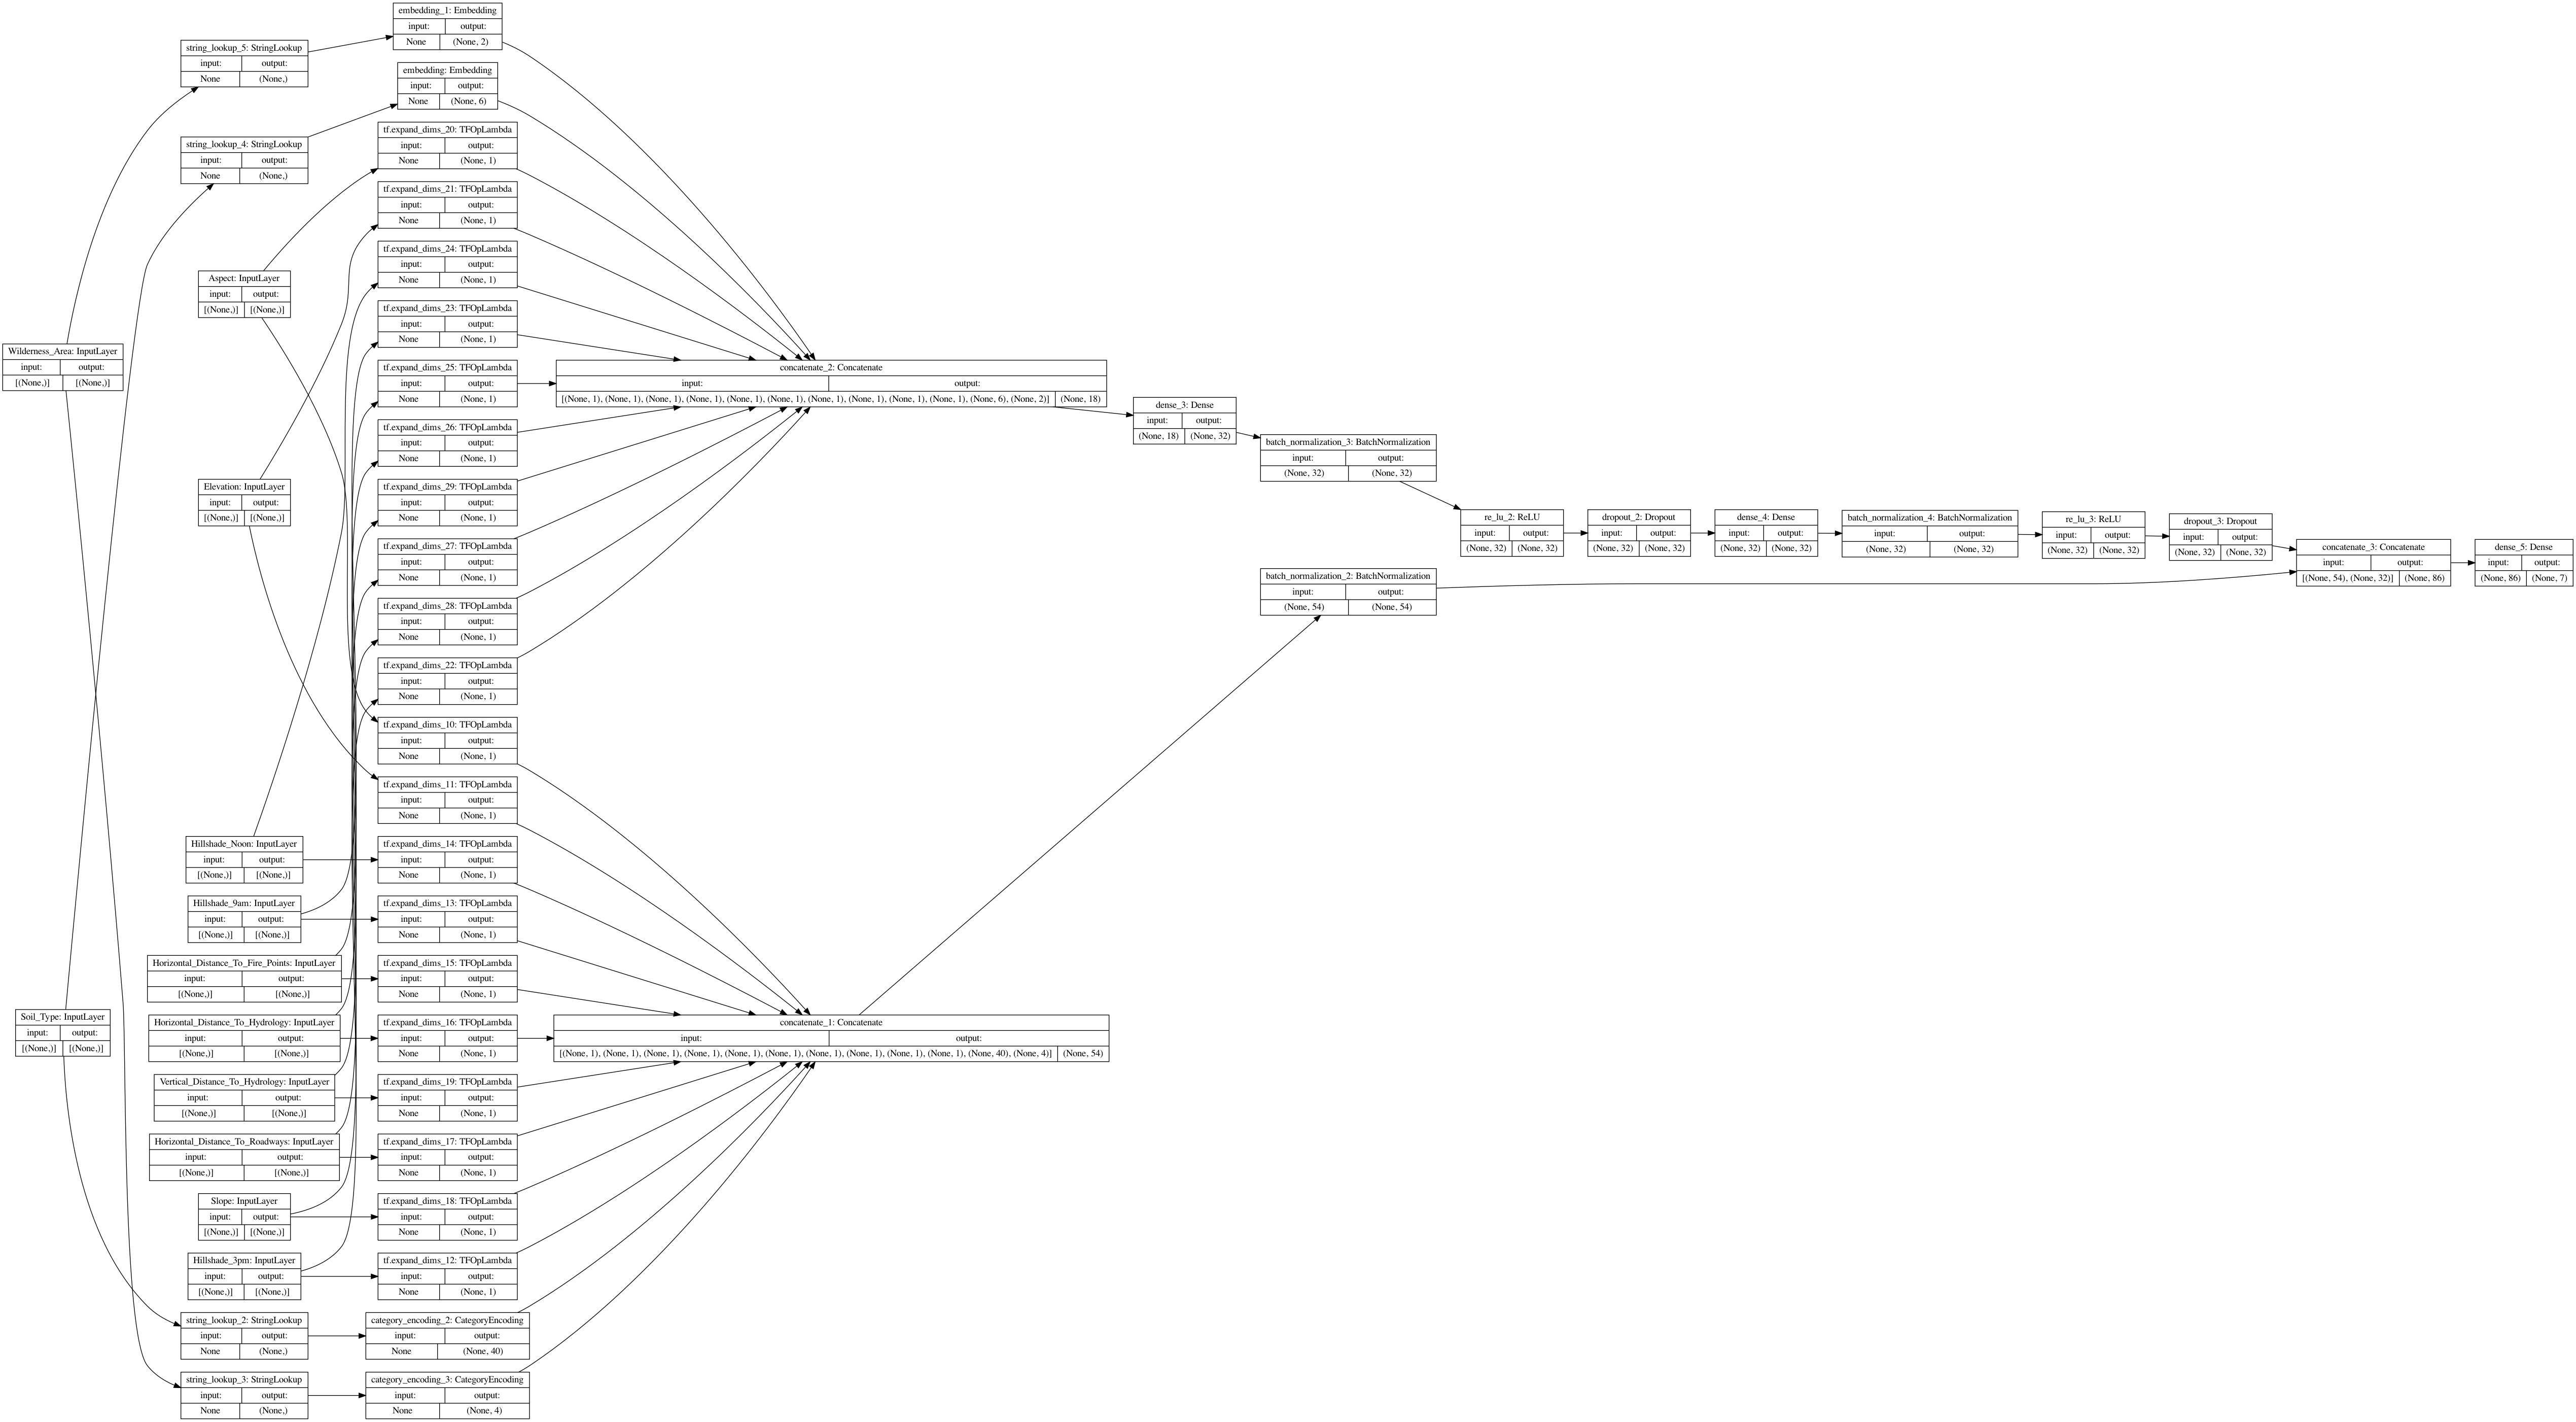 embedding_1: Embedding
input: output:
None (None, 2)
string_lookup_5: StringLookup
input: output:
None (None,)
embedding: Embedding
input: output:
None (None, 6)
tf.expand_dims_20: TFOpLambda
input: output:
None (None, 1)
string_lookup_4: StringLookup
input: output:
None (None,)
tf.expand_dims_21: TFOpLambda
input: output:
None (None, 1)
tf.expand_dims_24: TFOpLambda
input: output:
None (None, 1)
Aspect: InputLayer
input: output:
[(None,)] [(None,)]
tf.expand_dims_23: TFOpLambda
input: output:
None (None, 1)
Wilderness_Area: InputLayer
input: output:
[(None,)] [(None,)]
tf.expand_dims_25: TFOpLambda
input: output:
None (None, 1)
concatenate_2: Concatenate
input: output:
[(None, 1), (None, 1), (None, 1), (None, 1), (None, 1), (None, 1), (None, 1), (None, 1), (None, 1), (None, 1), (None, 6), (None, 2)] (None, 18)
dense_3: Dense
input: output:
(None, 18) (None, 32)
tf.expand_dims_26: TFOpLambda
input: output:
None (None, 1)
batch_normalization_3: BatchNormalization
input: output:
(None, 32) (None, 32)
Elevation: InputLayer
input: output:
[(None,)] [(None,)]
tf.expand_dims_29: TFOpLambda
input: output:
None (None, 1)
re_lu_2: ReLU
input: output:
(None, 32) (None, 32)
dropout_2: Dropout
input: output:
(None, 32) (None, 32)
dense_4: Dense
input: output:
(None, 32) (None, 32)
batch_normalization_4: BatchNormalization
input: output:
(None, 32) (None, 32)
re_lu_3: ReLU
input: output:
(None, 32) (None, 32)
dropout_3: Dropout
input: output:
(None, 32) (None, 32)
concatenate_3: Concatenate
input: output:
[(None, 54), (None, 32)] (None, 86)
dense_5: Dense
input: output:
(None, 86) (None, 7)
tf.expand_dims_27: TFOpLambda
input: output:
None (None, 1)
batch_normalization_2: BatchNormalization
input: output:
(None, 54) (None, 54)
tf.expand_dims_28: TFOpLambda
input: output:
None (None, 1)
tf.expand_dims_22: TFOpLambda
input: output:
None (None, 1)
tf.expand_dims_10: TFOpLambda
input: output:
None (None, 1)
tf.expand_dims_11: TFOpLambda
input: output:
None (None, 1)
Hillshade_Noon: InputLayer
input: output:
[(None,)] [(None,)]
tf.expand_dims_14: TFOpLambda
input: output:
None (None, 1)
Hillshade_9am: InputLayer
input: output:
[(None,)] [(None,)]
tf.expand_dims_13: TFOpLambda
input: output:
None (None, 1)
Horizontal_Distance_To_Fire_Points: InputLayer
input: output:
[(None,)] [(None,)]
tf.expand_dims_15: TFOpLambda
input: output:
None (None, 1)
Soil_Type: InputLayer
input: output:
[(None,)] [(None,)]
Horizontal_Distance_To_Hydrology: InputLayer
input: output:
[(None,)] [(None,)]
tf.expand_dims_16: TFOpLambda
input: output:
None (None, 1)
concatenate_1: Concatenate
input: output:
[(None, 1), (None, 1), (None, 1), (None, 1), (None, 1), (None, 1), (None, 1), (None, 1), (None, 1), (None, 1), (None, 40), (None, 4)] (None, 54)
Vertical_Distance_To_Hydrology: InputLayer
input: output:
[(None,)] [(None,)]
tf.expand_dims_19: TFOpLambda
input: output:
None (None, 1)
Horizontal_Distance_To_Roadways: InputLayer
input: output:
[(None,)] [(None,)]
tf.expand_dims_17: TFOpLambda
input: output:
None (None, 1)
Slope: InputLayer
input: output:
[(None,)] [(None,)]
tf.expand_dims_18: TFOpLambda
input: output:
None (None, 1)
Hillshade_3pm: InputLayer
input: output:
[(None,)] [(None,)]
tf.expand_dims_12: TFOpLambda
input: output:
None (None, 1)
string_lookup_2: StringLookup
input: output:
None (None,)
category_encoding_2: CategoryEncoding
input: output:
None (None, 40)
string_lookup_3: StringLookup
input: output:
None (None,)
category_encoding_3: CategoryEncoding
input: output:
None (None, 4)